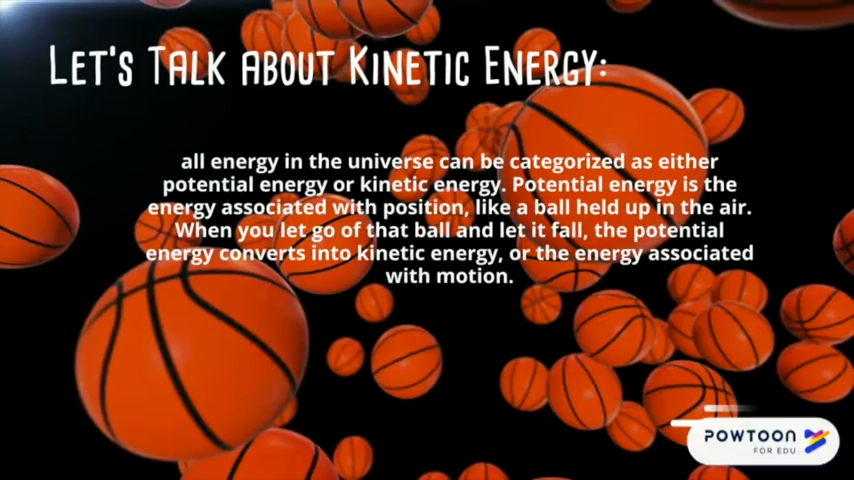 Let's Talk about Kinetic Energy:
all energy in the universe can be categorized as either
potential energy or kinetic energy. Potential energy is the
energy associated with position, like a ball held up in the air.
When you let go of that ball and let it fall, the potential
energy converts into kinetic energy, or the energy associated
with motion.
POWTOON
FOR EDU